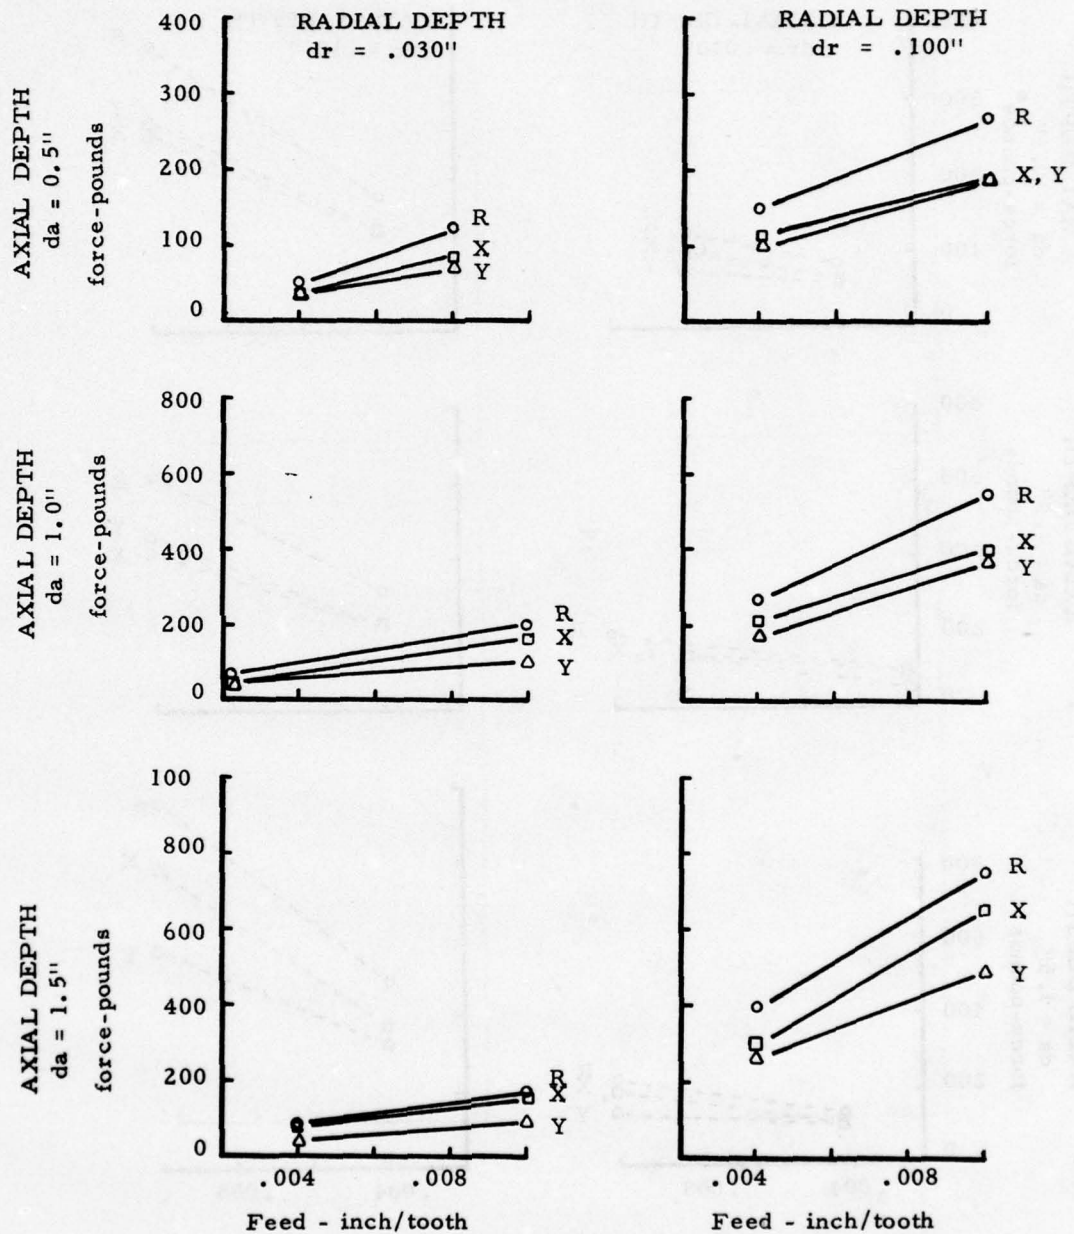 RADIAL DEPTH
dr = .030"
RADIAL DEPTH
dr = .100"
AXIAL DEPTH
da = 0.5"
force-pounds
400
300
200
100
0
R
X
Y
R
X, Y
AXIAL DEPTH
da = 1.0"
force-pounds
800
600
400
200
0
R
X
Y
R
X
Y
AXIAL DEPTH
da = 1.5"
force-pounds
100
800
600
400
200
0
R
X
Y
R
X
Y
.004 .008
.004 .008
Feed - inch/tooth
Feed - inch/tooth